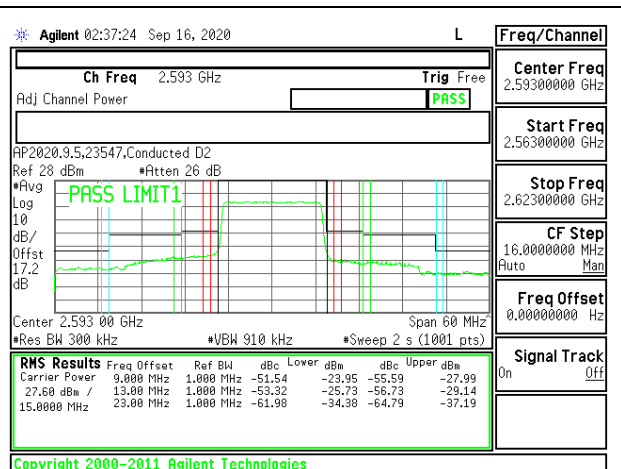 Agilent 02:37:24 Sep 16, 2020 L Freq/Channel
Ch Freq 2.593 GHz Trig Free
Adj Channel Power PASS
Center Freq
2.59300000 GHz
Start Freq
2.56300000 GHz
AP2020.9.5,23547,Conducted D2
Ref 28 dBm #Atten 26 dB
#Avg
Log
10
dB/
Offst
17.2
dB
PASS LIMIT1
Stop Freq
2.62300000 GHz
CF Step
16.0000000 MHz
Auto Man
Freq Offset
0.00000000 Hz
Center 2.593 00 GHz Span 60 MHz^
#Res BW 300 kHz #VBW 910 kHz #Sweep 2 s (1001 pts)
Signal Track
On Off
RMS Results Freq Offset Ref BW dBc Lower dBm dBc Upper dBm
Carrier Power 9.000 MHz 1.000 MHz -51.54 -23.95 -55.59 -27.99
27.60 dBm / 13.00 MHz 1.000 MHz -53.32 -25.73 -56.73 -29.14
15.0000 MHz 23.00 MHz 1.000 MHz -61.98 -34.38 -64.79 -37.19
Copyright 2000-2011 Agilent Technologies